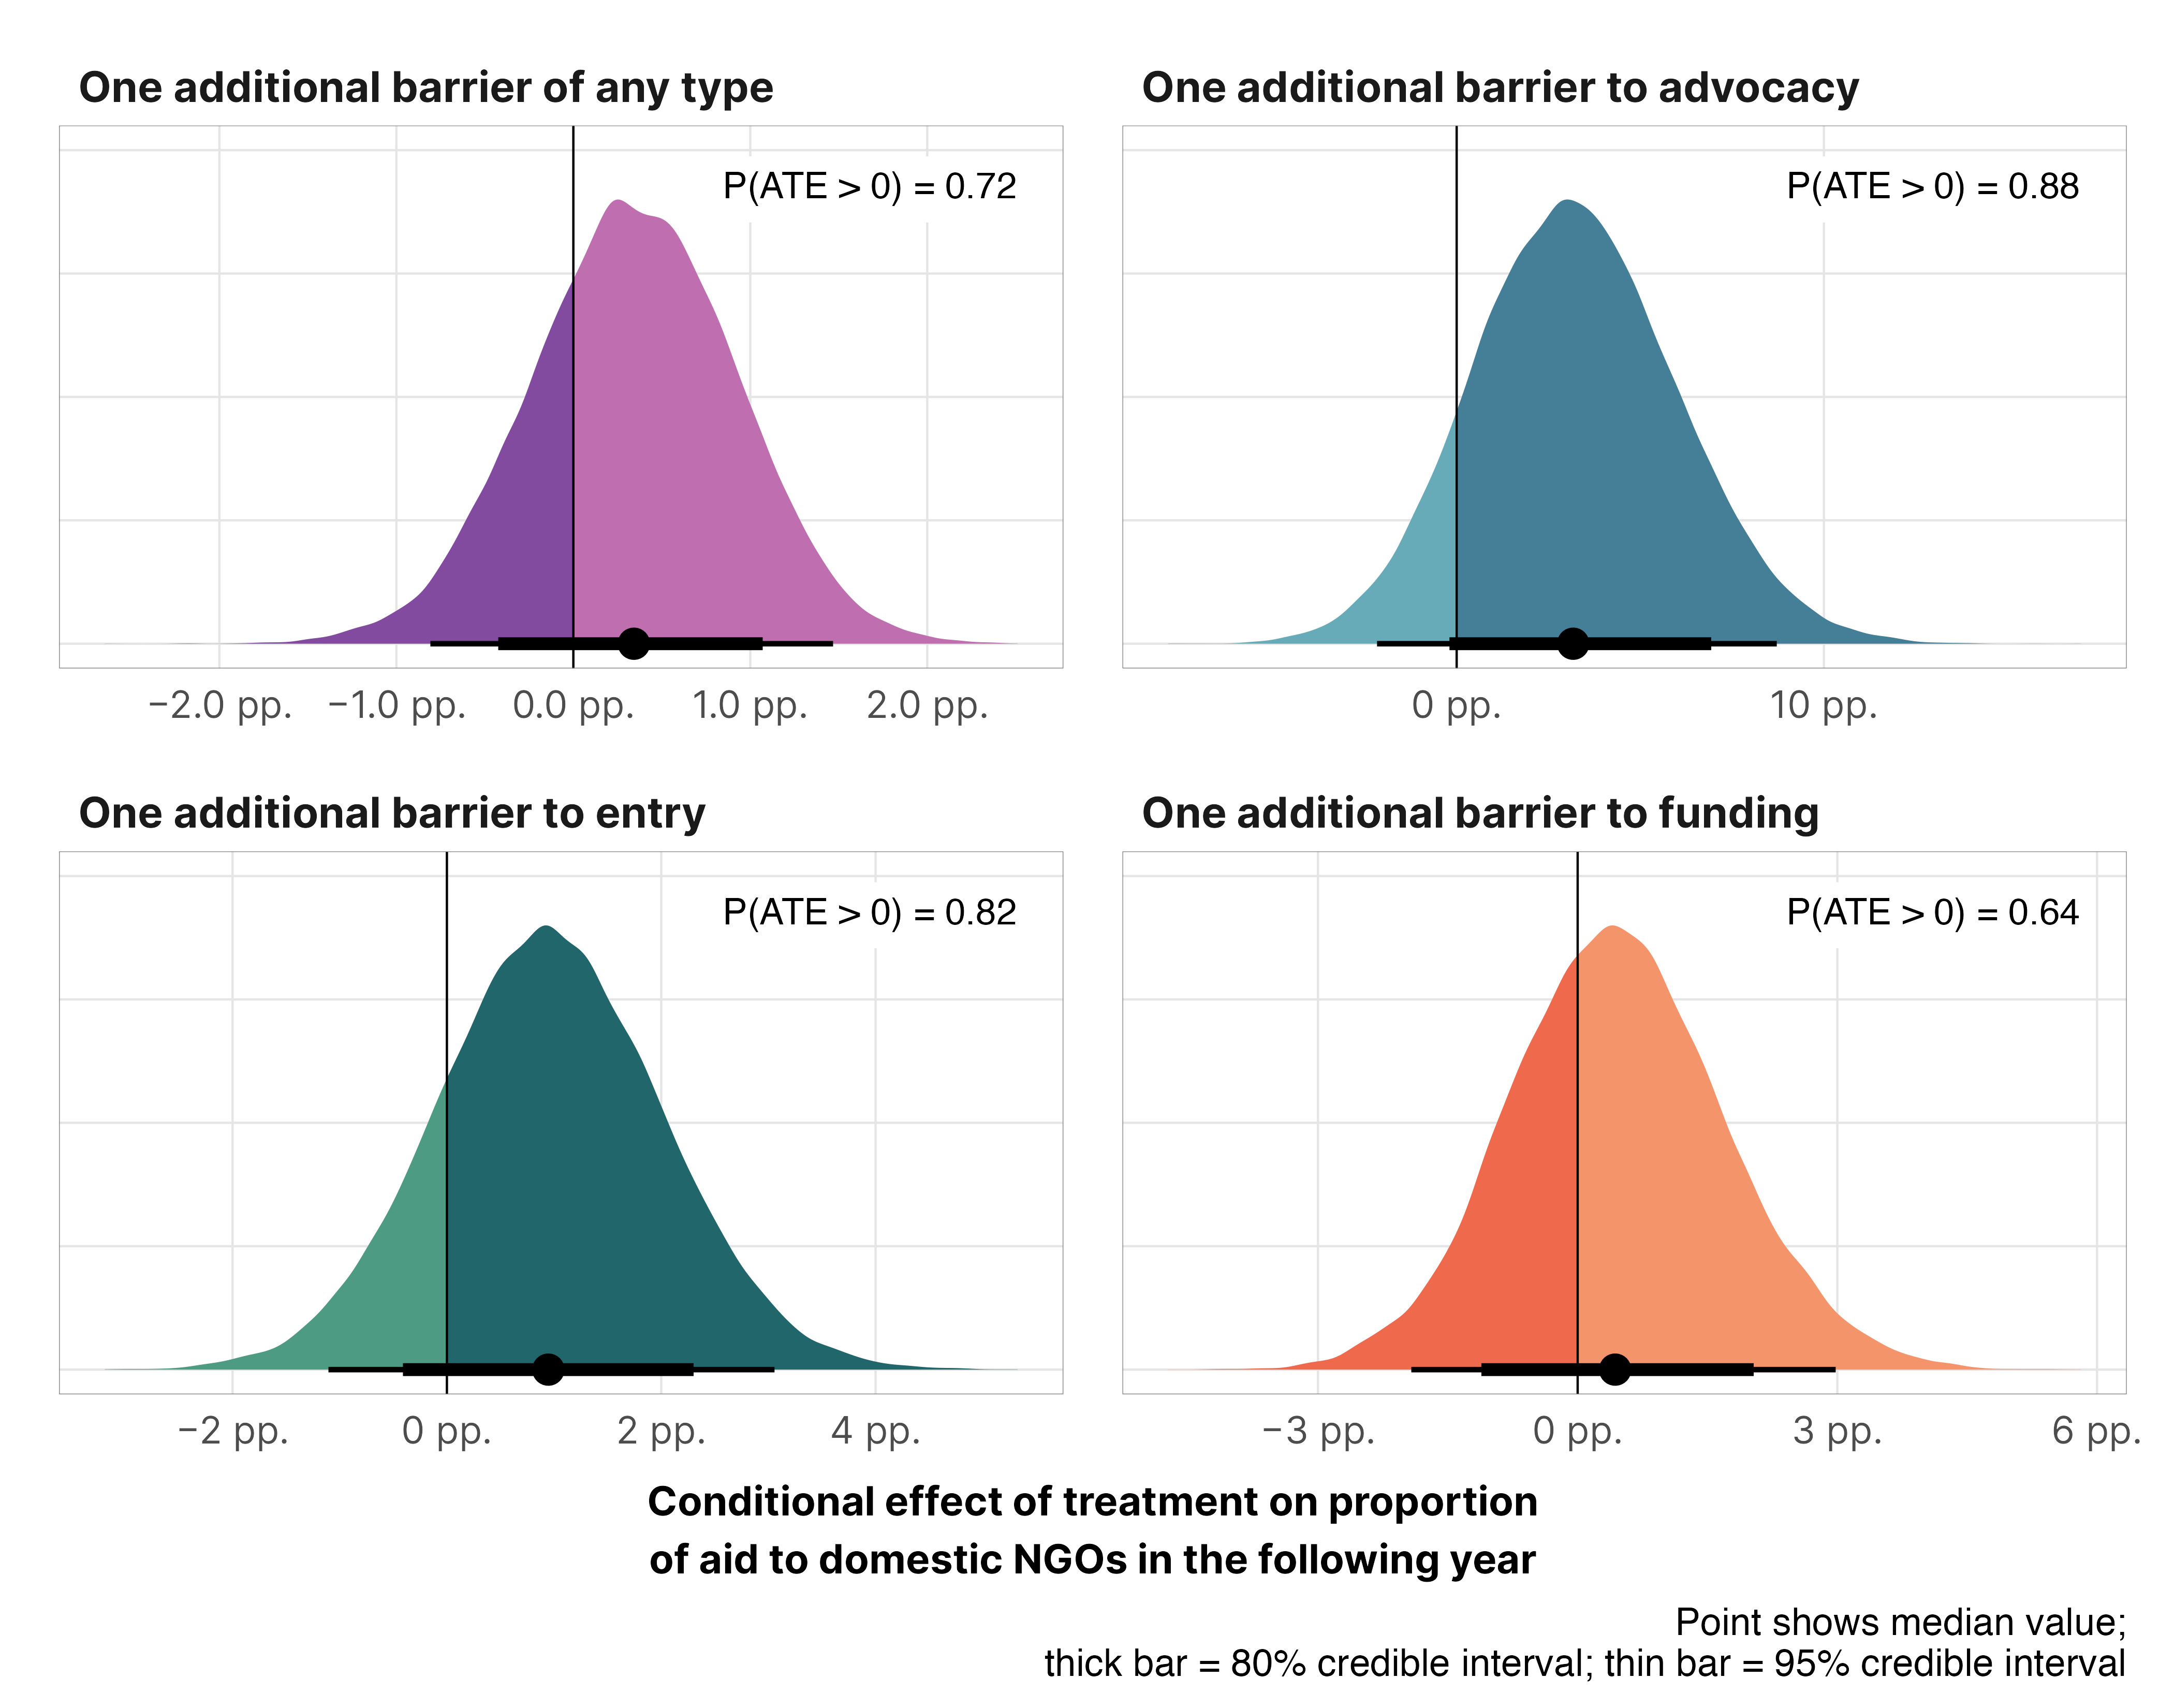 One additional barrier of any type
P(ATE > 0) = 0.72
−2.0 pp. −1.0 pp. 0.0 pp. 1.0 pp. 2.0 pp.
One additional barrier to advocacy
P(ATE > 0) = 0.88
0 pp. 10 pp.
One additional barrier to entry
P(ATE > 0) = 0.82
−2 pp. 0 pp. 2 pp. 4 pp.
One additional barrier to funding
P(ATE > 0) = 0.64
−3 pp. 0 pp. 3 pp. 6 pp.
Conditional effect of treatment on proportion
of aid to domestic NGOs in the following year
Point shows median value;
thick bar = 80% credible interval; thin bar = 95% credible interval